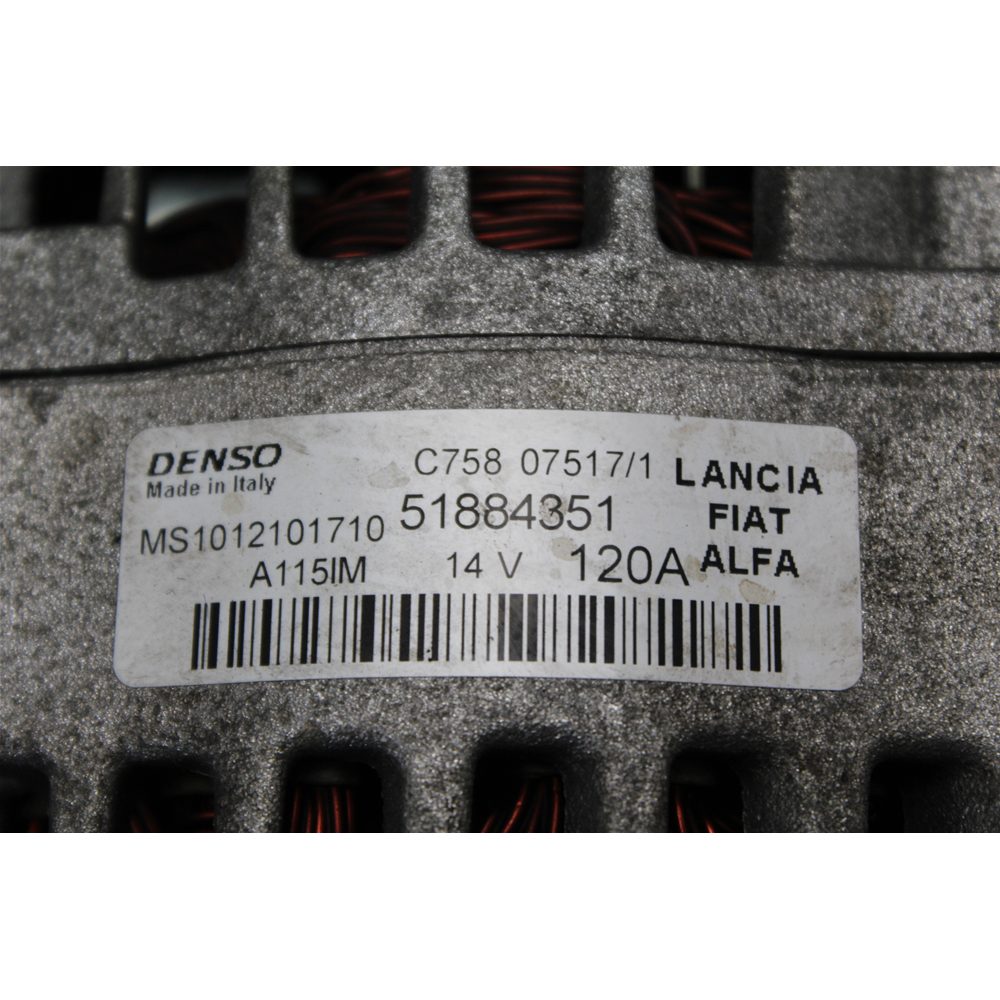 DENSO
Made in Italy
C758 07517/1
LANCIA
FIAT
ALFA
MS1012101710
51884351
A115IM
14 V
120A